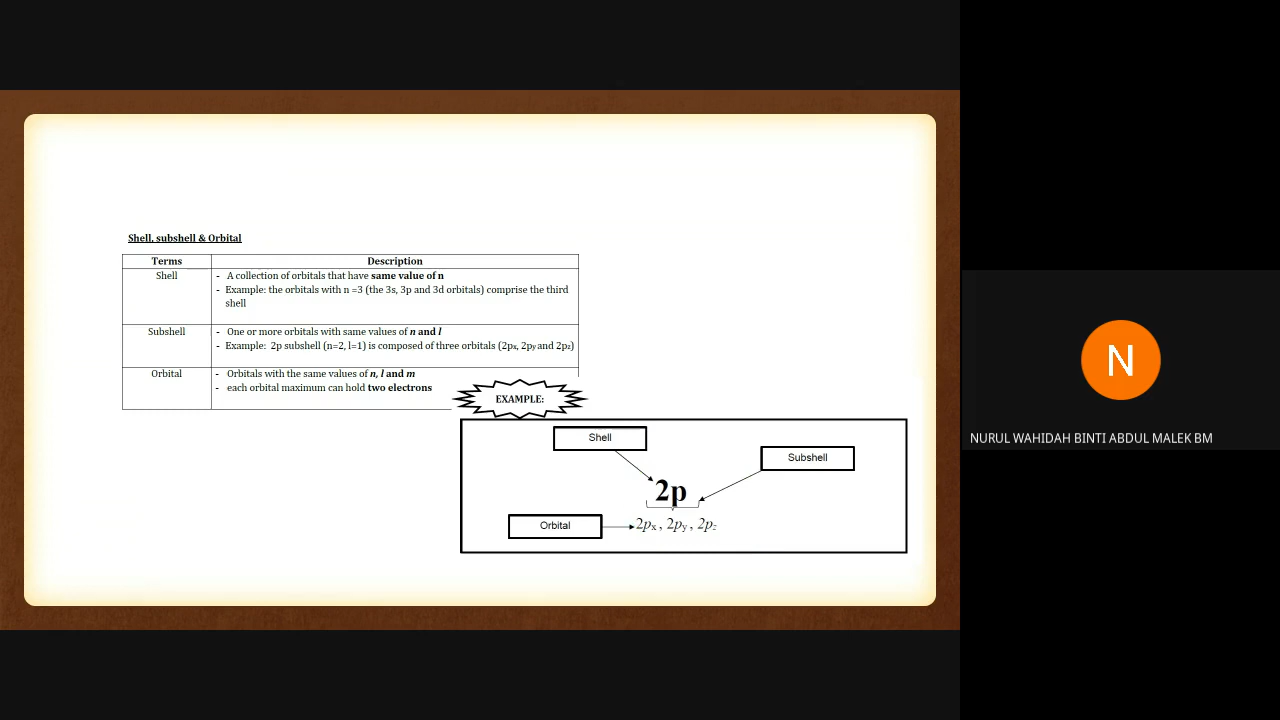 Shell, subshell & Orbital
Terms Description
Shell - A collection of orbitals that have same value of n
- Example: the orbitals with n =3 (the 3s, 3p and 3d orbitals) comprise the third
shell
Subshell - One or more orbitals with same values of n and l
- Example: 2p subshell (n=2, l=1) is composed of three orbitals (2px, 2py and 2pz)
Orbital - Orbitals with the same values of n, l and m
- each orbital maximum can hold two electrons
EXAMPLE:
Shell
Subshell
2p
Orbital 2px , 2py , 2pz
N
NURUL WAHIDAH BINTI ABDUL MALEK BM